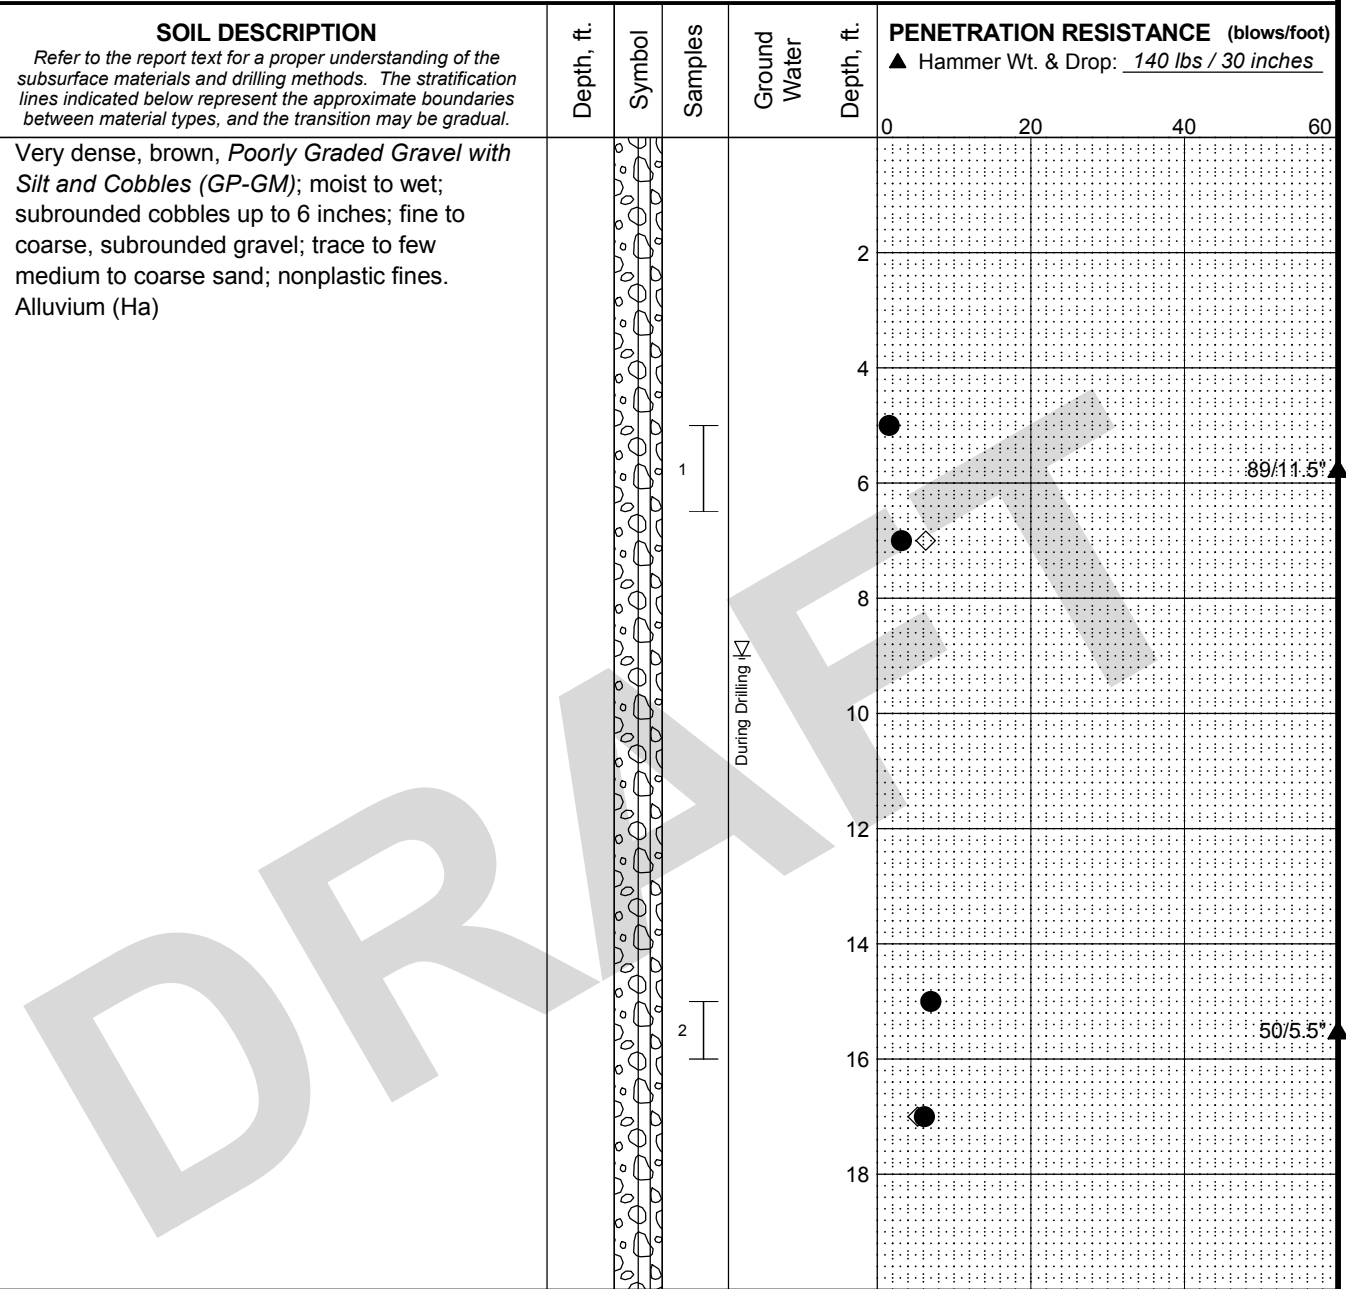 SOIL DESCRIPTION
Refer to the report text for a proper understanding of the
subsurface materials and drilling methods. The stratification
lines indicated below represent the approximate boundaries
between material types, and the transition may be gradual.
Depth, ft.
Symbol
Samples
Ground
Water
Depth, ft.
PENETRATION RESISTANCE (blows/foot)
▲ Hammer Wt. & Drop: 140 lbs / 30 inches
0 20 40 60
Very dense, brown, Poorly Graded Gravel with
Silt and Cobbles (GP-GM); moist to wet;
subrounded cobbles up to 6 inches; fine to
coarse, subrounded gravel; trace to few
medium to coarse sand; nonplastic fines.
Alluvium (Ha)
2
4
1
89/11.5"
6
8
During Drilling
10
12
14
2
50/5.5"
16
18
DRAFT